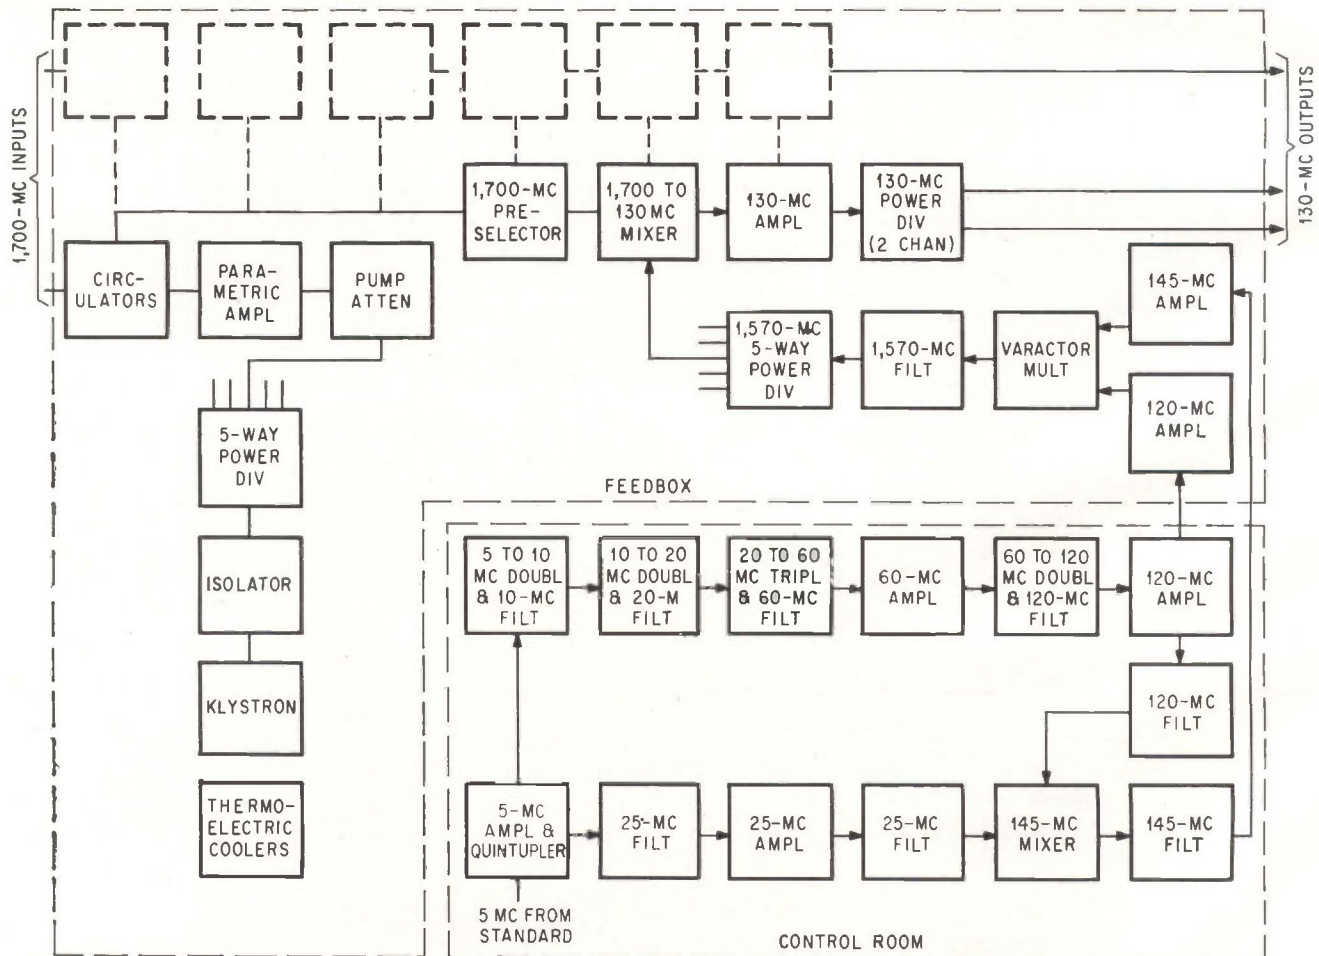 1,700-MC INPUTS
130-MC OUTPUTS
1,700-MC
PRE-
SELECTOR
1,700 TO
130 MC
MIXER
130-MC
AMPL
130-MC
POWER
DIV
(2 CHAN)
CIRC-
ULATORS
PARA-
METRIC
AMPL
PUMP
ATTEN
145-MC
AMPL
1,570-MC
5-WAY
POWER
DIV
1,570-MC
FILT
VARACTOR
MULT
120-MC
AMPL
5-WAY
POWER
DIV
FEEDBOX
ISOLATOR
5 TO 10
MC DOUBL
& 10-MC
FILT
10 TO 20
MC DOUBL
& 20-M
FILT
20 TO 60
MC TRIPL
& 60-MC
FILT
60-MC
AMPL
60 TO 120
MC DOUBL
& 120-MC
FILT
120-MC
AMPL
KLYSTRON
120-MC
FILT
THERMO-
ELECTRIC
COOLERS
5-MC
AMPL &
QUINTUPLER
25-MC
FILT
25-MC
AMPL
25-MC
FILT
145-MC
MIXER
145-MC
FILT
5 MC FROM
STANDARD
CONTROL ROOM